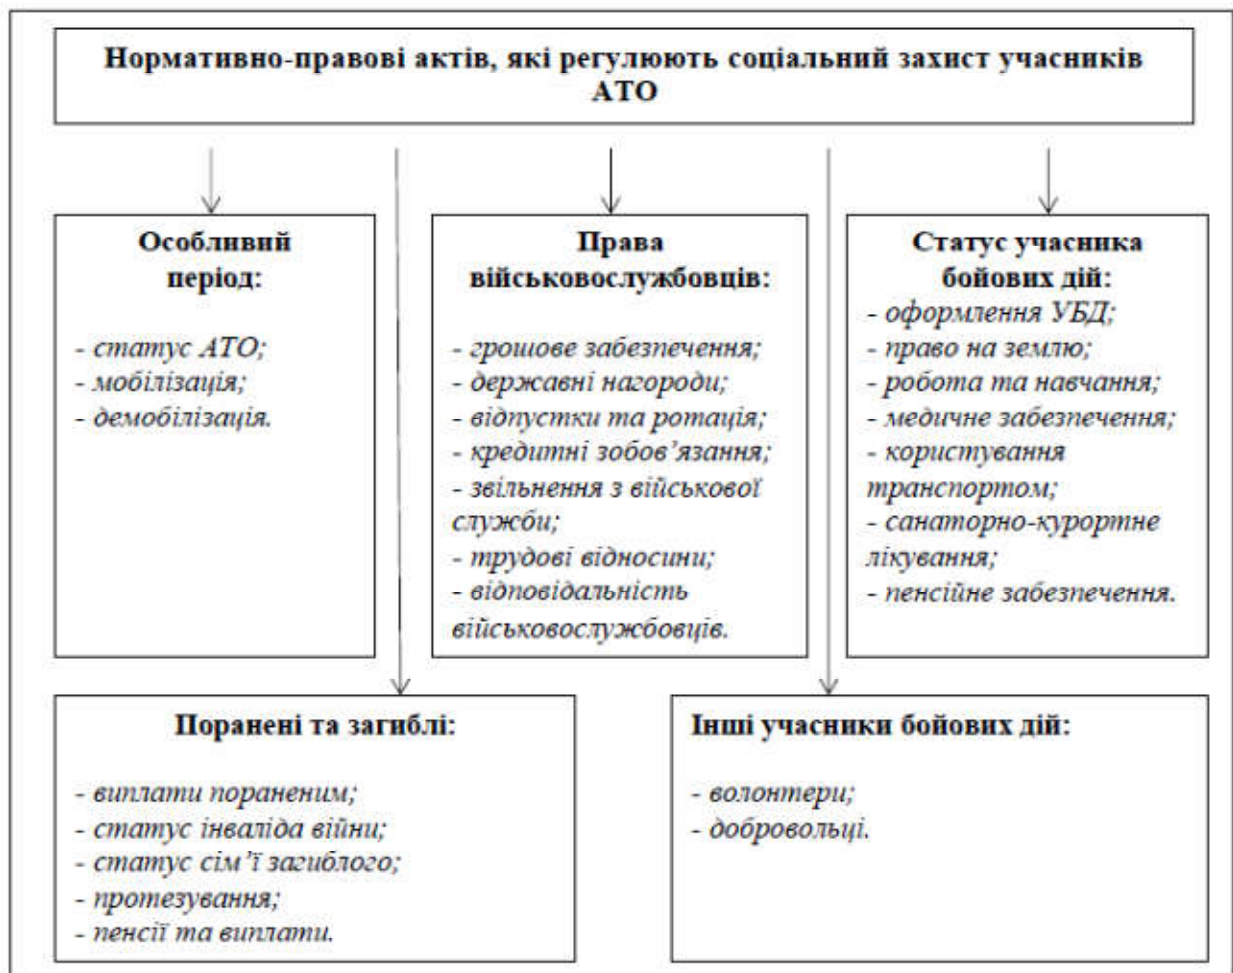 Нормативно-правові актів, які регулюють соціальний захист учасників
АТО
Особливий
період:
- статус АТО;
- мобілізація;
- демобілізація.
Права
військовослужбовців:
- грошове забезпечення;
- державні нагороди;
- відпустки та ротація;
- кредитні зобов’язання;
- звільнення з військової
служби;
- трудові відносини;
- відповідальність
військовослужбовців.
Статус учасника
бойових дій:
- оформлення УБД;
- право на землю;
- робота та навчання;
- медичне забезпечення;
- користування
транспортом;
- санаторно-курортне
лікування;
- пенсійне забезпечення.
Поранені та загиблі:
- виплати пораненим;
- статус інваліда війни;
- статус сім’ї загиблого;
- протезування;
- пенсії та виплати.
Інші учасники бойових дій:
- волонтери;
- добровольці.